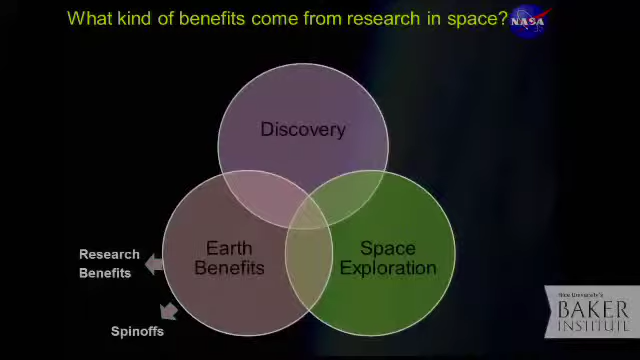 What kind of benefits come from research in space?
NASA
Discovery
Earth
Benefits
Space
Exploration
Research
Benefits
Spinoffs
Rice University's
BAKER
INSTITUTE